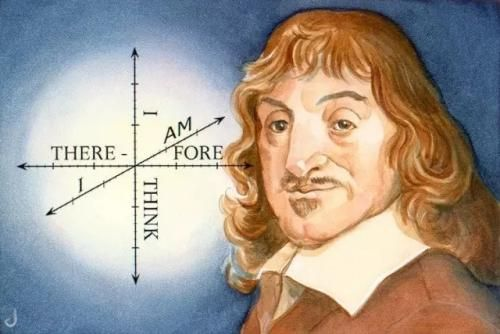 I THINK
THERE - FORE
I AM
J